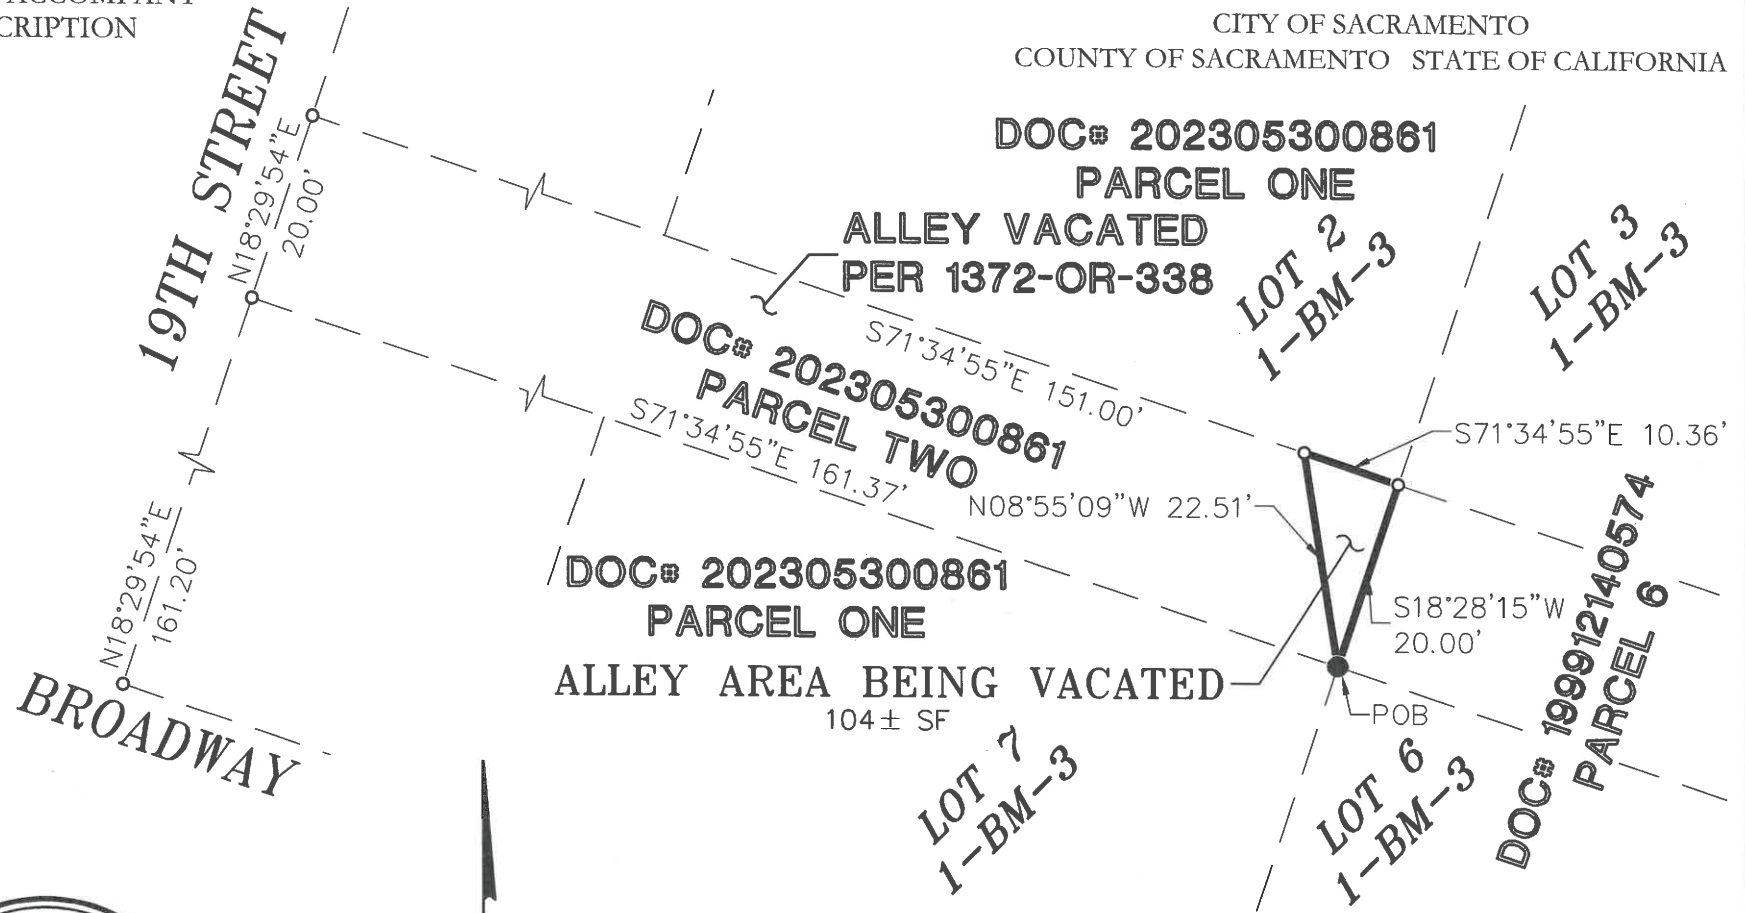 CRIPTION
CITY OF SACRAMENTO
COUNTY OF SACRAMENTO STATE OF CALIFORNIA
19TH STREET
N18°29'54"E
20.00'
DOC# 202305300861
PARCEL ONE
ALLEY VACATED
PER 1372-OR-338
LOT 2
1-BM-3
LOT 3
1-BM-3
S71°34'55"E 151.00'
DOC# 202305300861
PARCEL TWO
S71°34'55"E 161.37'
S71°34'55"E 10.36'
N08°55'09"W 22.51'
DOC# 202305300861
PARCEL ONE
S18°28'15"W
20.00'
DOC# 199912140574
PARCEL 6
N18°29'54"E
161.20'
ALLEY AREA BEING VACATED
104± SF
POB
BROADWAY
LOT 7
1-BM-3
LOT 6
1-BM-3